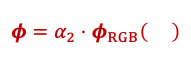 ϕ = α₂ · ϕ_RGB(   )